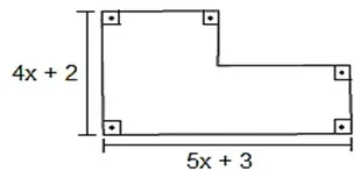 4x + 2
5x + 3